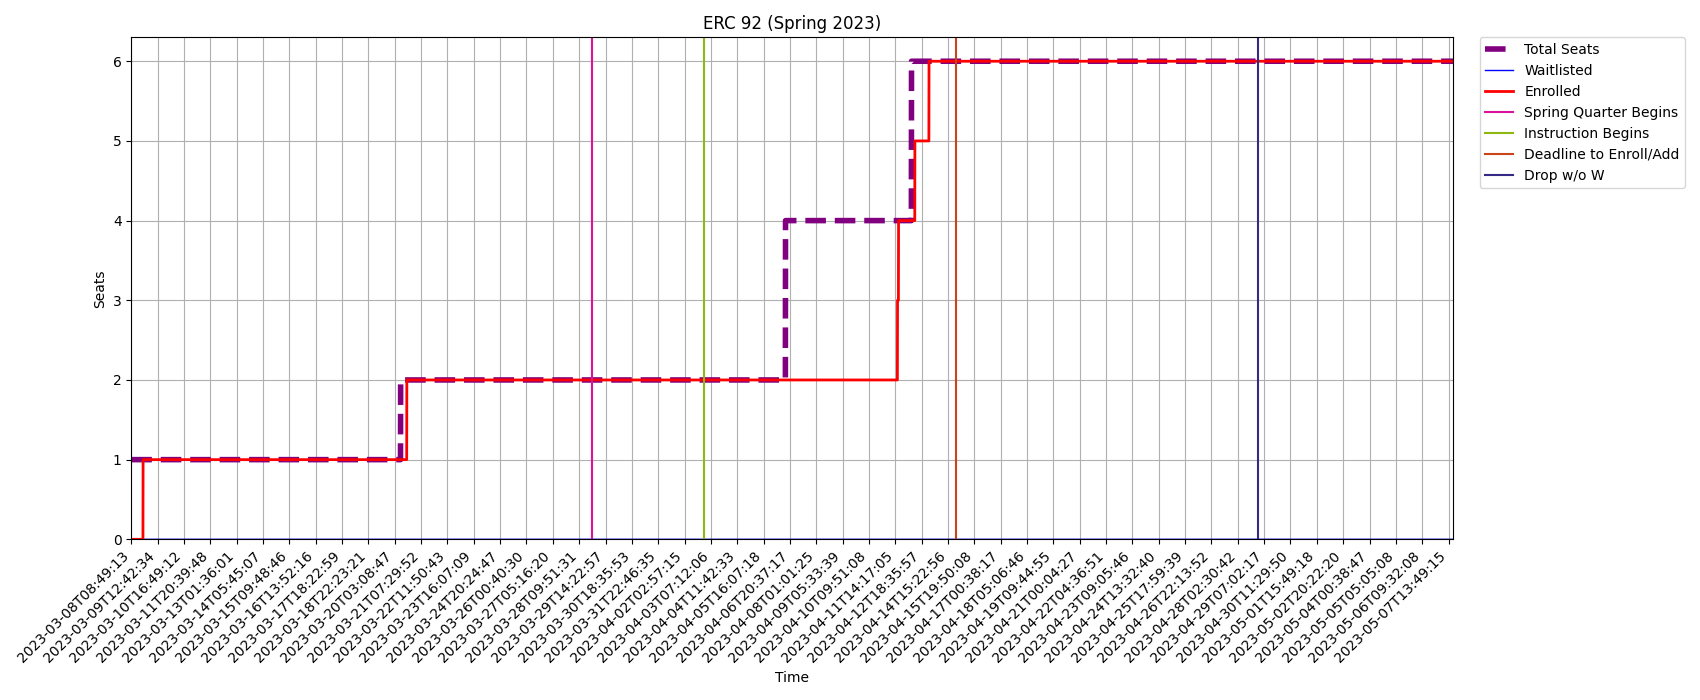 ERC 92 (Spring 2023)
Total Seats
Waitlisted
Enrolled
Spring Quarter Begins
Instruction Begins
Deadline to Enroll/Add
Drop w/o W
Seats
6
5
4
3
2
1
0
2023-03-08T08:49:13
2023-03-09T12:42:34
2023-03-10T16:49:12
2023-03-11T20:39:48
2023-03-13T01:36:01
2023-03-14T05:45:07
2023-03-15T09:48:46
2023-03-16T13:52:16
2023-03-17T18:22:59
2023-03-18T22:23:21
2023-03-20T03:08:47
2023-03-21T07:29:52
2023-03-22T11:50:43
2023-03-23T16:07:09
2023-03-24T20:24:47
2023-03-26T00:40:30
2023-03-27T05:16:20
2023-03-28T09:51:31
2023-03-29T14:22:57
2023-03-30T18:35:53
2023-03-31T22:46:35
2023-04-02T02:57:15
2023-04-03T07:12:06
2023-04-04T11:42:33
2023-04-05T16:07:18
2023-04-06T20:37:17
2023-04-08T01:01:25
2023-04-09T05:33:39
2023-04-10T09:51:08
2023-04-11T14:17:05
2023-04-12T18:35:57
2023-04-14T15:22:56
2023-04-15T19:50:08
2023-04-17T00:38:17
2023-04-18T05:06:46
2023-04-19T09:44:55
2023-04-21T00:04:27
2023-04-22T04:36:51
2023-04-23T09:05:46
2023-04-24T13:32:40
2023-04-25T17:59:39
2023-04-26T22:13:52
2023-04-28T02:30:42
2023-04-29T07:02:17
2023-04-30T11:29:50
2023-05-01T15:49:18
2023-05-02T20:22:20
2023-05-04T00:38:47
2023-05-05T05:05:08
2023-05-06T09:32:08
2023-05-07T13:49:15
Time